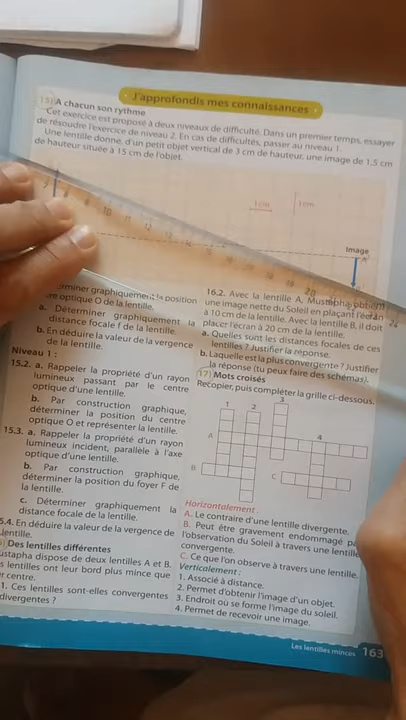 J'approfondis mes connaissances
15 A chacun son rythme
Cet exercice est proposé à deux niveaux de difficulté. Dans un premier temps, essayer
de résoudre l'exercice de niveau 2. En cas de difficultés, passer au niveau 1.
Une lentille donne, d'un petit objet vertical de 3 cm de hauteur, une image de 1,5 cm
de hauteur située à 15 cm de l'objet.
1cm
1cm
Image
10 11 12 13 14
20
graphiquement la position
optique O de la lentille.
a. Déterminer graphiquement la
distance focale f de la lentille.
b. En déduire la valeur de la vergence
de la lentille.
Niveau 1 :
15.2. a. Rappeler la propriété d'un rayon
lumineux passant par le centre
optique d'une lentille.
b. Par construction graphique,
déterminer la position du centre
optique O et représenter la lentille.
15.3. a. Rappeler la propriété d'un rayon
lumineux incident, parallèle à l'axe
optique d'une lentille.
b. Par construction graphique,
déterminer la position du foyer F de
la lentille.
c. Déterminer graphiquement la
distance focale de la lentille.
5.4. En déduire la valeur de la vergence de
lentille.
Des lentilles différentes
ustapha dispose de deux lentilles A et B.
s lentilles ont leur bord plus mince que
r centre.
1. Ces lentilles sont-elles convergentes
divergentes ?
16.2. Avec la lentille A, Mustapha obtient
une image nette du Soleil en plaçant l'écran
à 10 cm de la lentille. Avec la lentille B, il doit
placer l'écran à 20 cm de la lentille.
a. Quelles sont les distances focales de ces
lentilles ? Justifier la réponse.
b. Laquelle est la plus convergente ? Justifier
la réponse (tu peux faire des schémas).
17 Mots croisés
Recopier, puis compléter la grille ci-dessous.
1 2 3
4
A
B
C
Horizontalement :
A. Le contraire d'une lentille divergente.
B. Peut être gravement endommagé pa
l'observation du Soleil à travers une lentille
convergente.
C. Ce que l'on observe à travers une lentille.
Verticalement :
1. Associé à distance.
2. Permet d'obtenir l'image d'un objet.
3. Endroit où se forme l'image du soleil.
4. Permet de recevoir une image.
Les lentilles minces 163